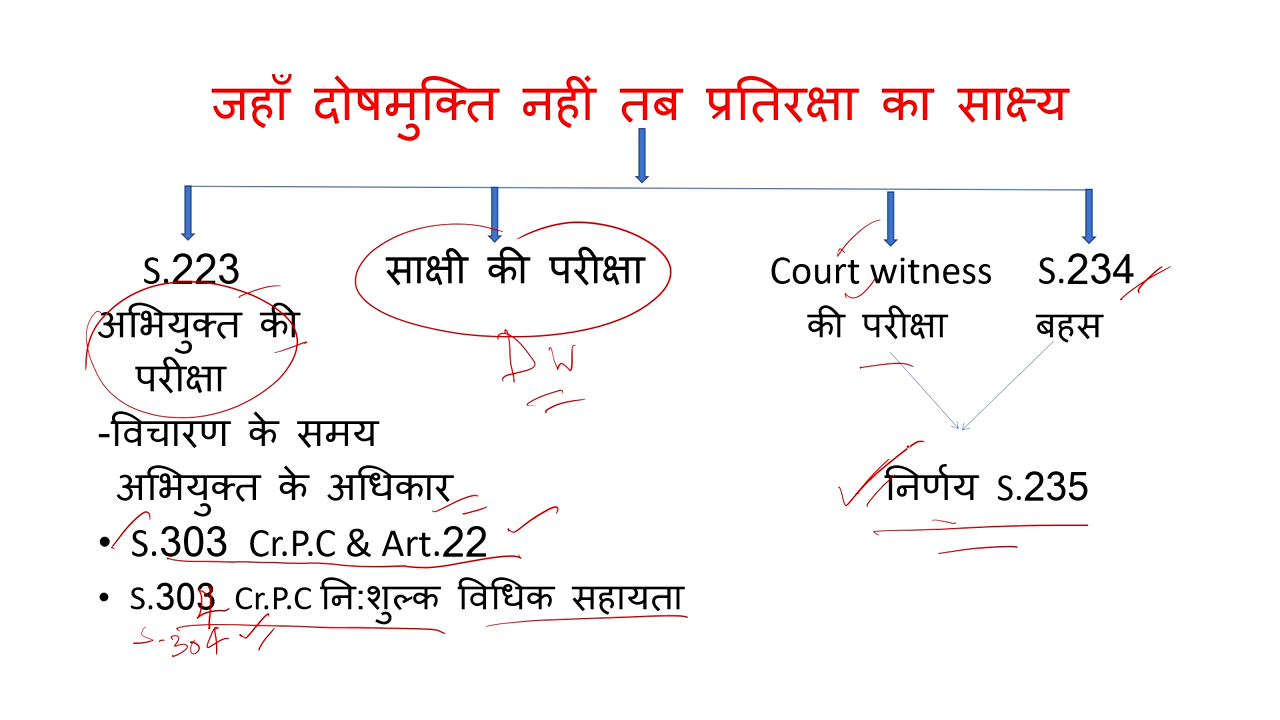 जहाँ दोषमुक्ति नहीं तब प्रतिरक्षा का साक्ष्य
S.223
अभियुक्त की
परीक्षा
साक्षी की परीक्षा
D W
Court witness
की परीक्षा
S.234
बहस
-विचारण के समय
अभियुक्त के अधिकार
• S.303 Cr.P.C & Art.22
• S.303 Cr.P.C नि:शुल्क विधिक सहायता
4
S.304
निर्णय S.235